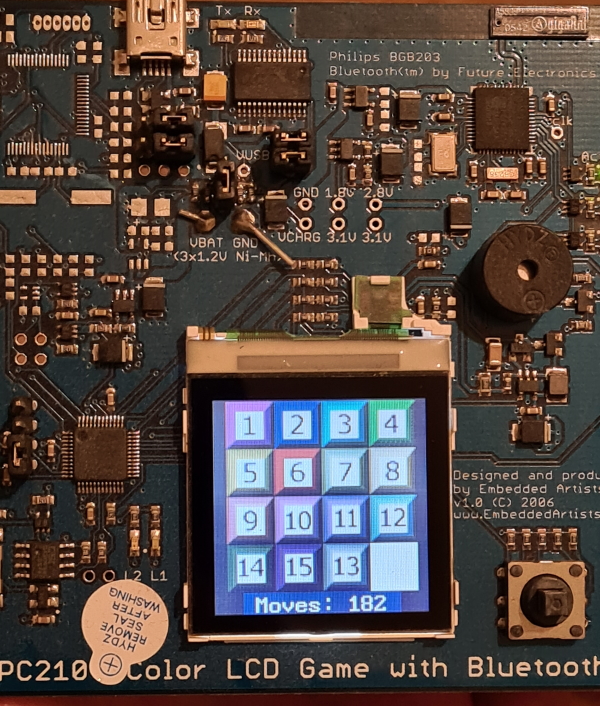 Tx Rx
Philips BGB203
Bluetooth(tm) by Future Electronics
Clk
VUSB
GND 1.8V 2.8V
VBAT GND
VCHRG 3.1V 3.1V
(3x1.2V Ni-MH
HYDZ
1 2 3 4
5 6 7 8
9 10 11 12
14 15 13
Moves: 182
Designed and produ
by Embedded Artists
v1.0 (C) 2006
www.EmbeddedArtists
L2 L1
HYDZ
REMOVE
SEAL
AFTER
WASHING
PC210
Color LCD Game with Bluetooth